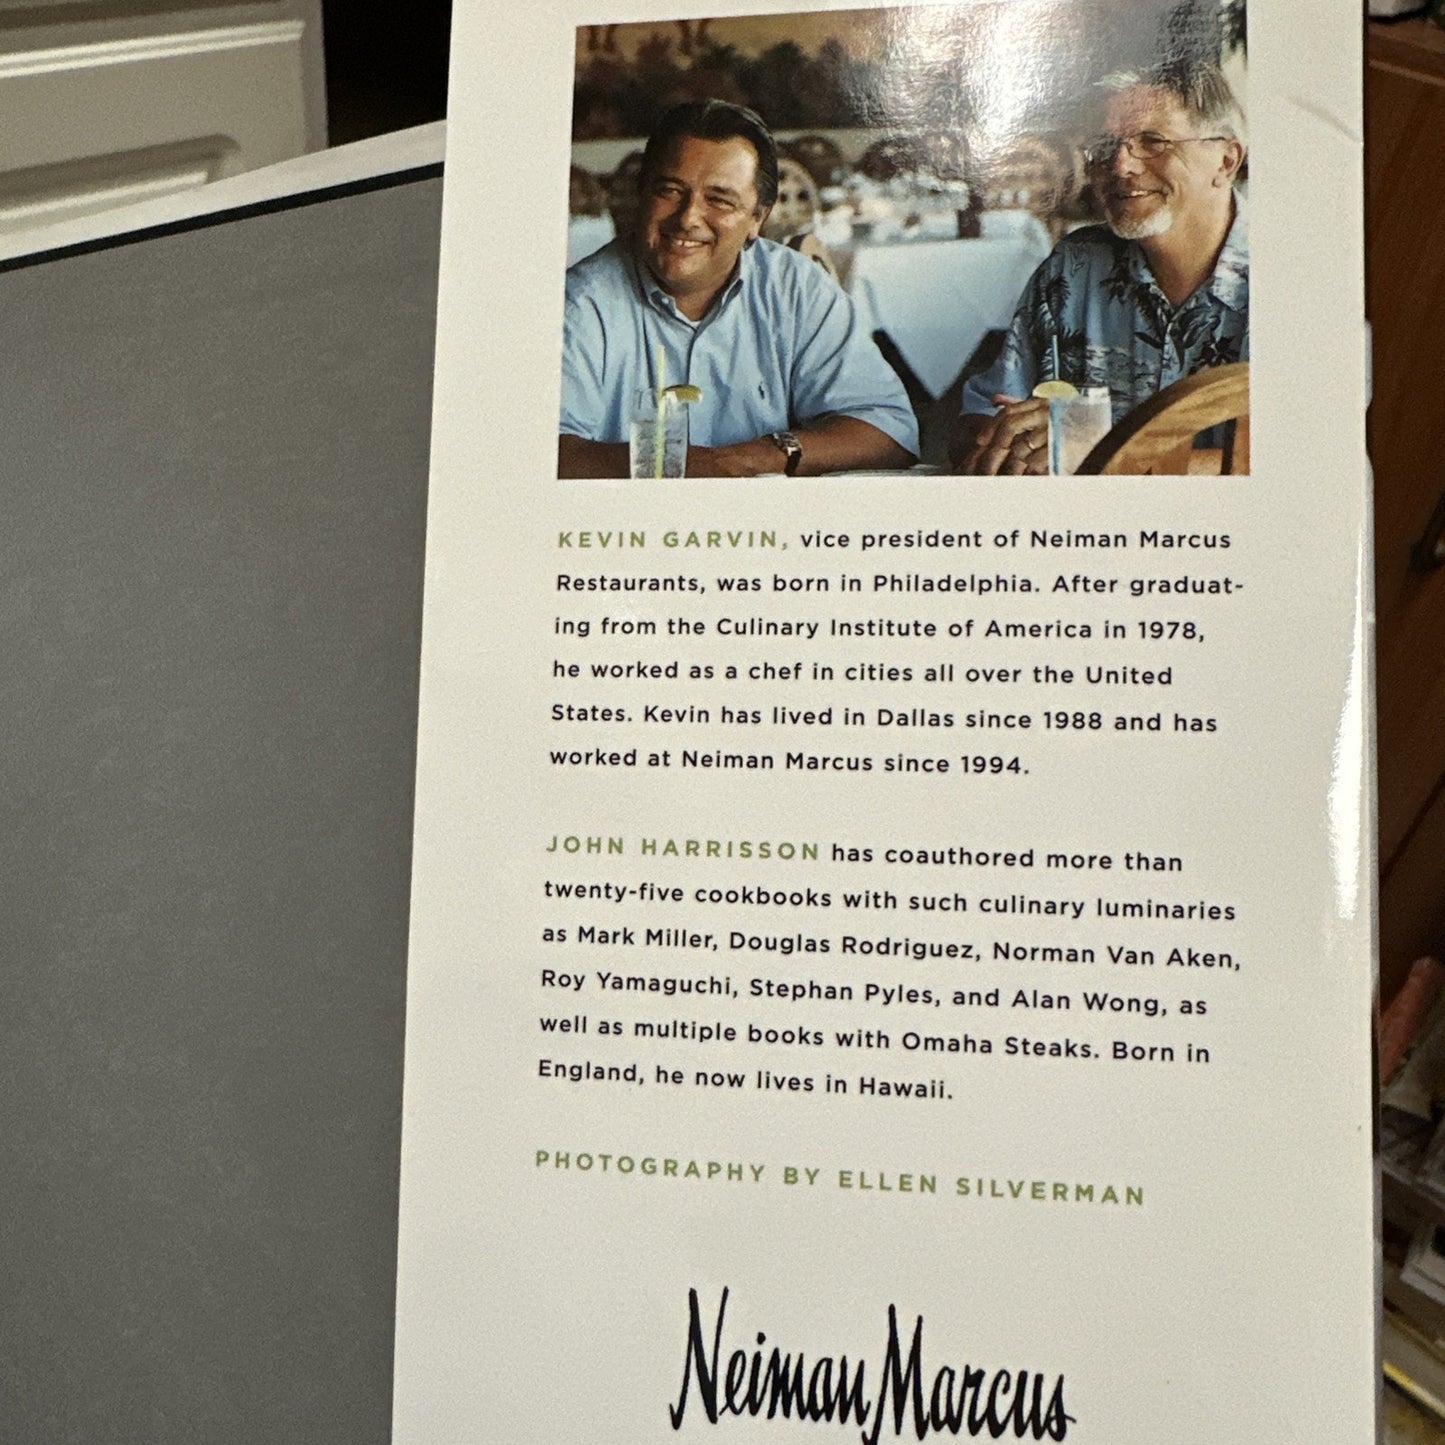 KEVIN GARVIN, vice president of Neiman Marcus
Restaurants, was born in Philadelphia. After graduat-
ing from the Culinary Institute of America in 1978,
he worked as a chef in cities all over the United
States. Kevin has lived in Dallas since 1988 and has
worked at Neiman Marcus since 1994.
JOHN HARRISSON has coauthored more than
twenty-five cookbooks with such culinary luminaries
as Mark Miller, Douglas Rodriguez, Norman Van Aken,
Roy Yamaguchi, Stephan Pyles, and Alan Wong, as
well as multiple books with Omaha Steaks. Born in
England, he now lives in Hawaii.
PHOTOGRAPHY BY ELLEN SILVERMAN
Neiman Marcus